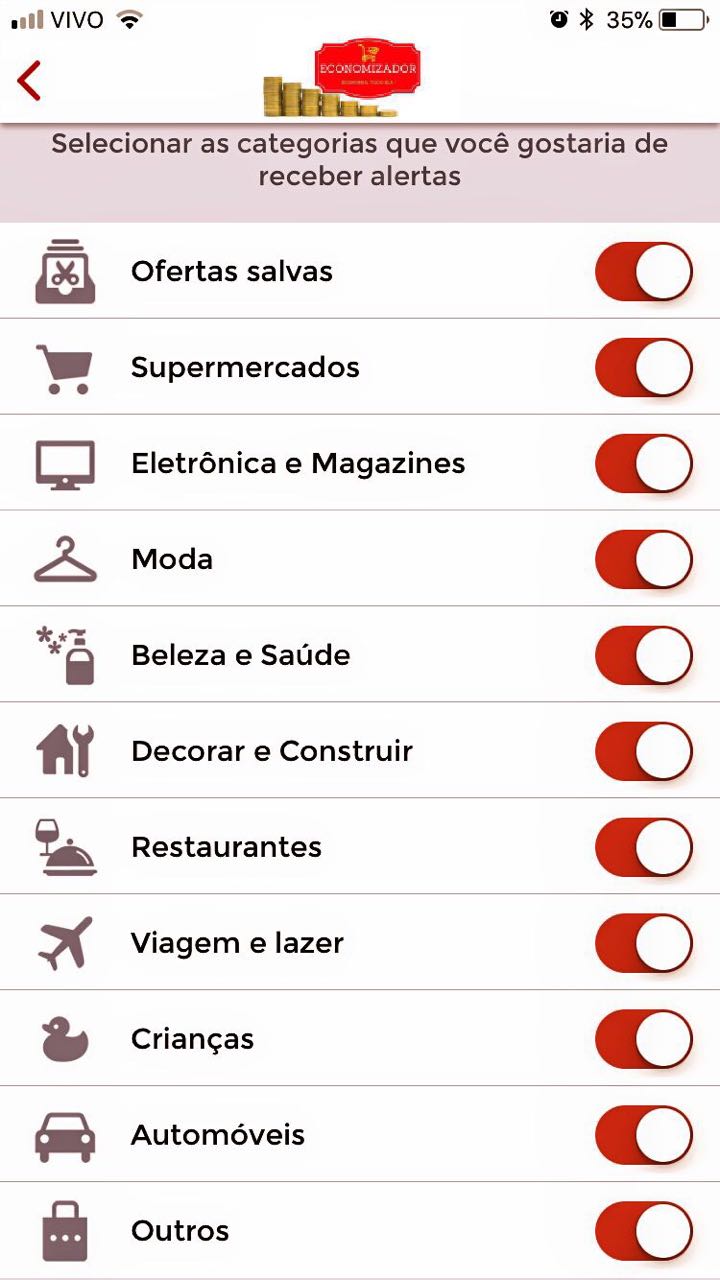 VIVO
35%
ECONOMIZADOR
Selecionar as categorias que você gostaria de
receber alertas
Ofertas salvas
Supermercados
Eletrônica e Magazines
Moda
Beleza e Saúde
Decorar e Construir
Restaurantes
Viagem e lazer
Crianças
Automóveis
Outros